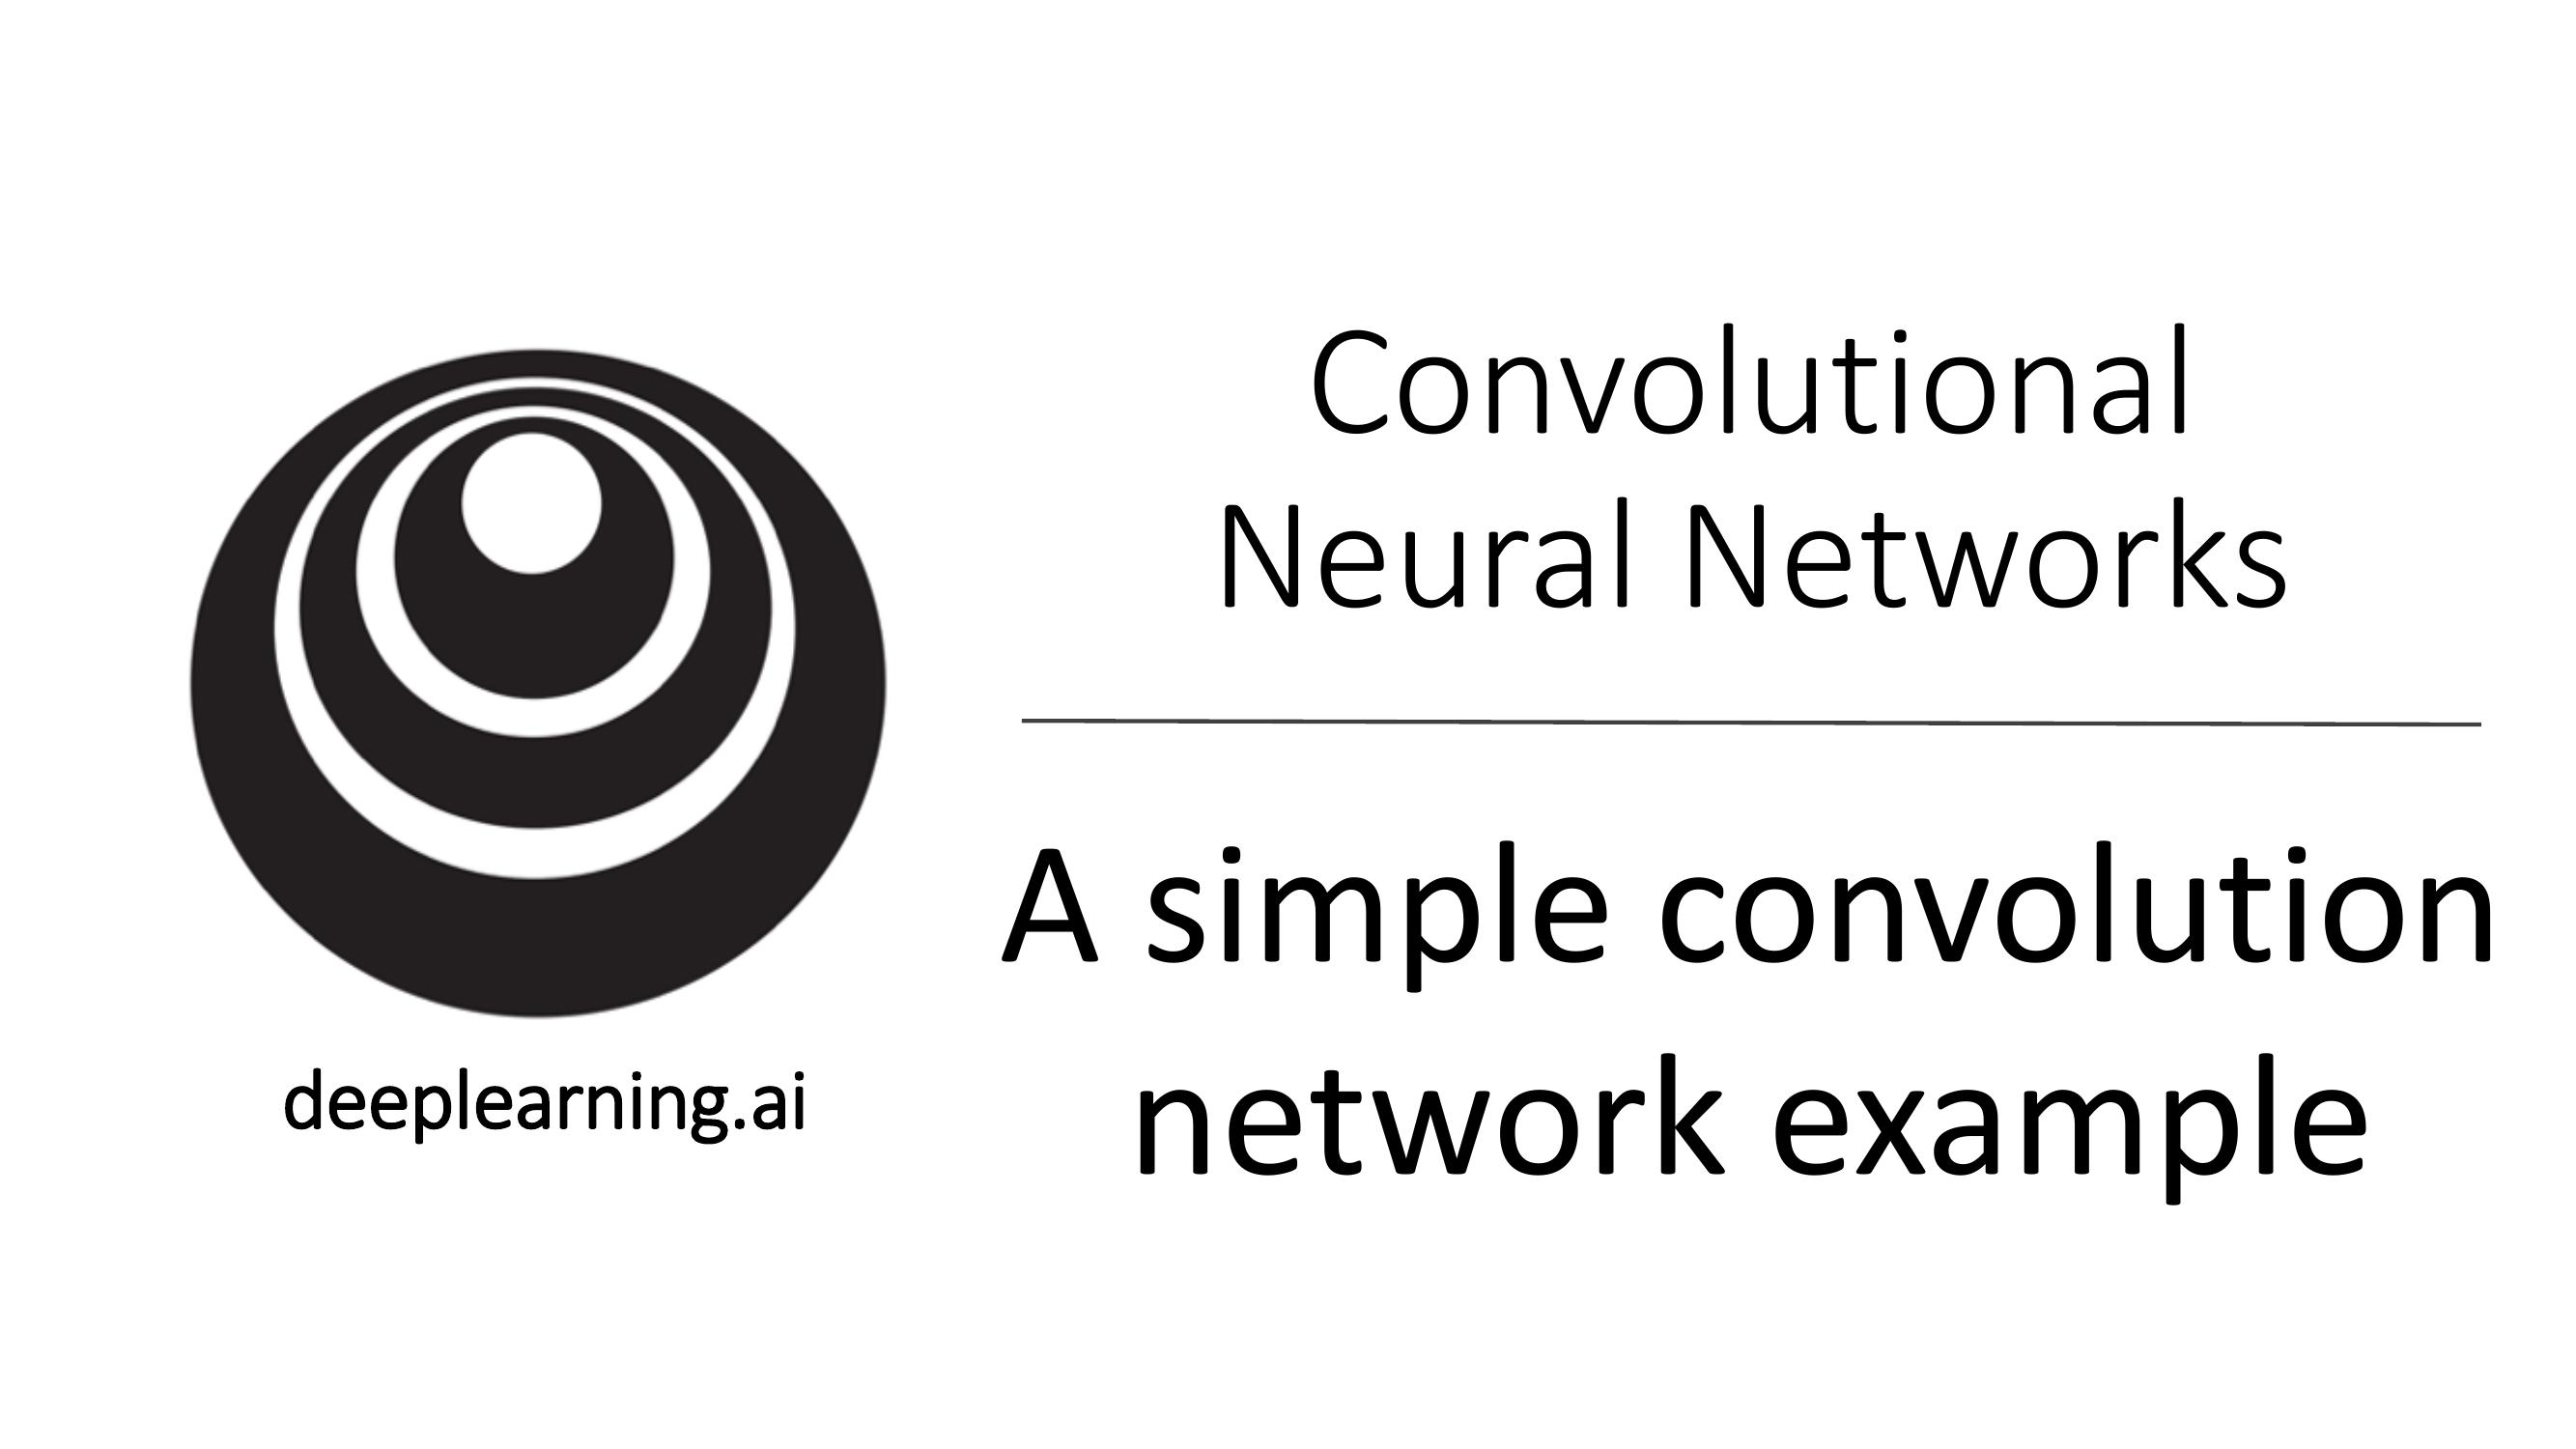 Convolutional
Neural Networks
A simple convolution
network example
deeplearning.ai